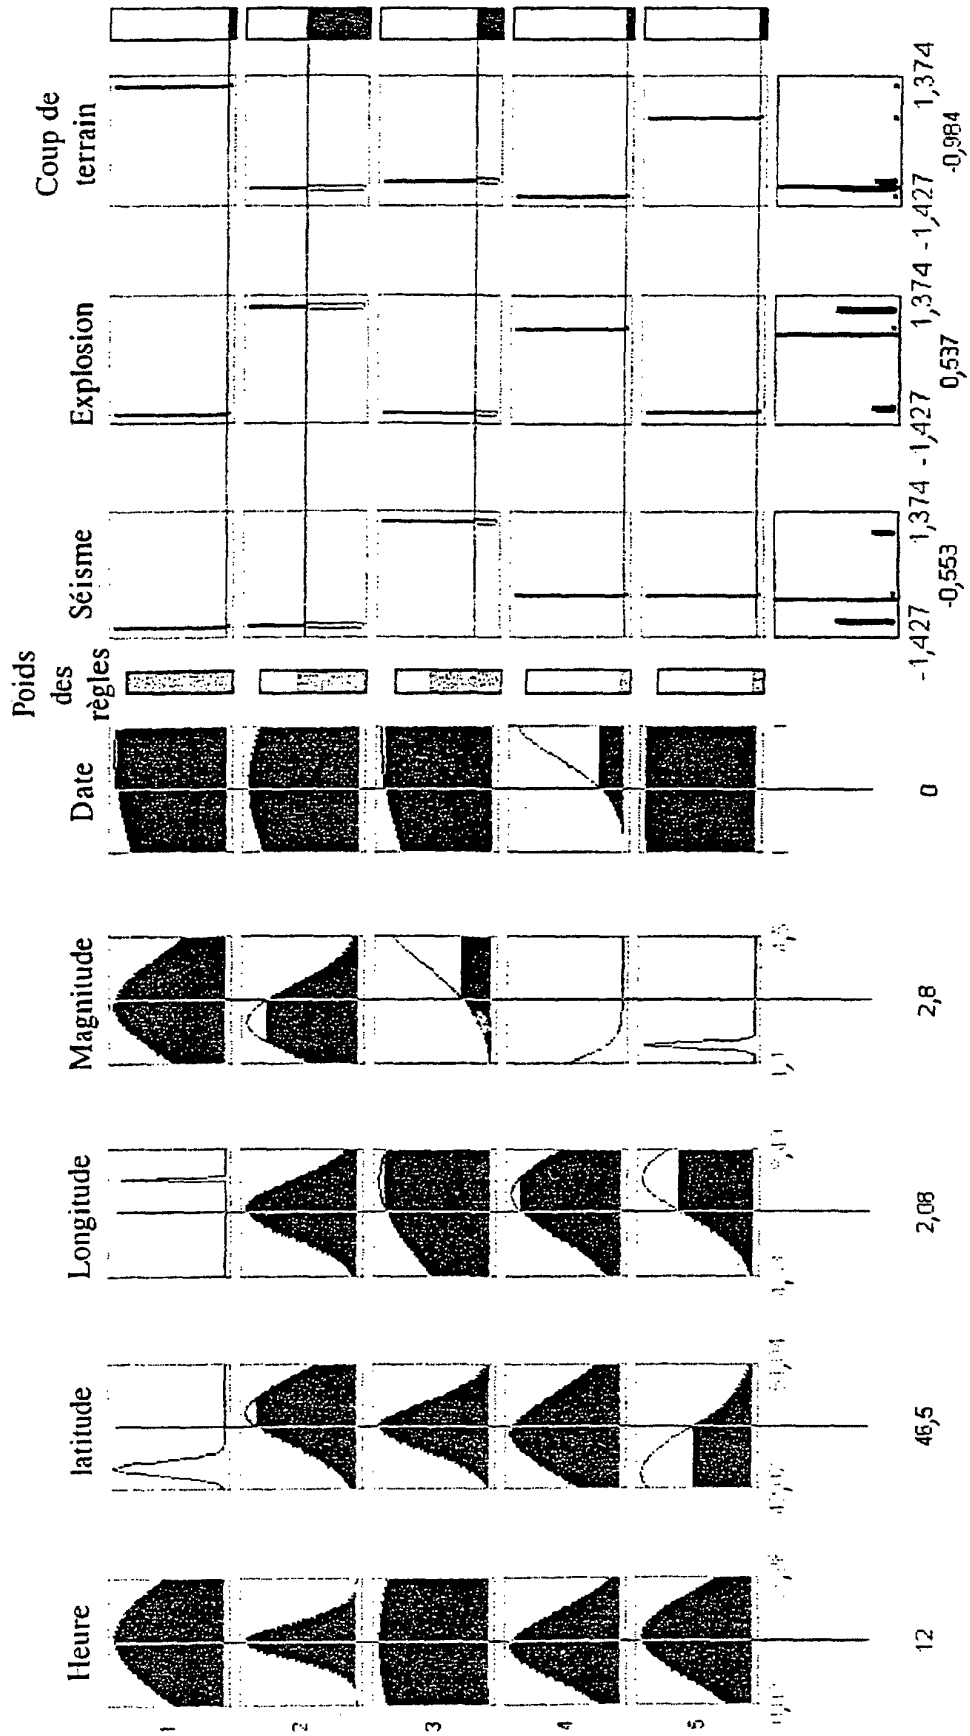 Heure
latitude
Longitude
Magnitude
Date
Poids
des
règles
Séisme
Explosion
Coup de
terrain
1
2
3
4
5
-1,427 1,374
-1,427 1,374
-1,427 1,374
12
46,5
2,08
2,8
0
-0,553
0,537
-0,984